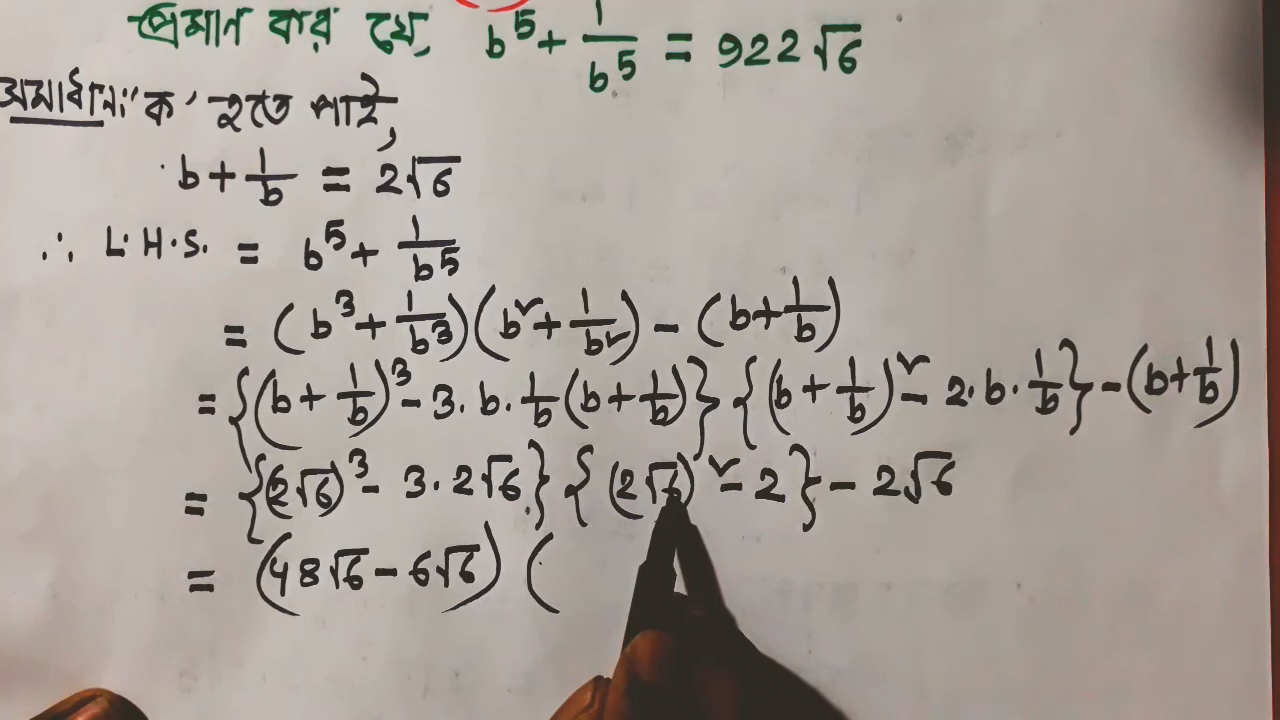 প্রমান কর যে, b⁵ + 1/b⁵ = 922√6
সমাধান: "ক' হতে পাই,
b + 1/b = 2√6
∴ L.H.S. = b⁵ + 1/b⁵
= (b³ + 1/b³)(b² + 1/b²) - (b + 1/b)
= {(b + 1/b)³ - 3.b.1/b(b + 1/b)} {(b + 1/b)² - 2.b.1/b} - (b + 1/b)
= {(2√6)³ - 3.2√6} {(2√6)² - 2} - 2√6
= (48√6 - 6√6) (